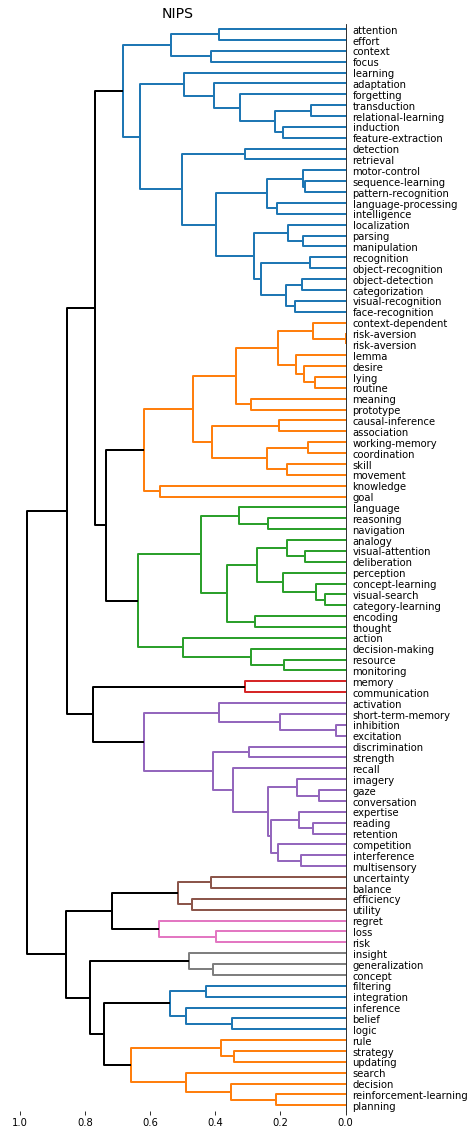 NIPS
attention
effort
context
focus
learning
adaptation
forgetting
transduction
relational-learning
induction
feature-extraction
detection
retrieval
motor-control
sequence-learning
pattern-recognition
language-processing
intelligence
localization
parsing
manipulation
recognition
object-recognition
object-detection
categorization
visual-recognition
face-recognition
context-dependent
risk-aversion
risk-aversion
lemma
desire
lying
routine
meaning
prototype
causal-inference
association
working-memory
coordination
skill
movement
knowledge
goal
language
reasoning
navigation
analogy
visual-attention
deliberation
perception
concept-learning
visual-search
category-learning
encoding
thought
action
decision-making
resource
monitoring
memory
communication
activation
short-term-memory
inhibition
excitation
discrimination
strength
recall
imagery
gaze
conversation
expertise
reading
retention
competition
interference
multisensory
uncertainty
balance
efficiency
utility
regret
loss
risk
insight
generalization
concept
filtering
integration
inference
belief
logic
rule
strategy
updating
search
decision
reinforcement-learning
planning
1.0 0.8 0.6 0.4 0.2 0.0